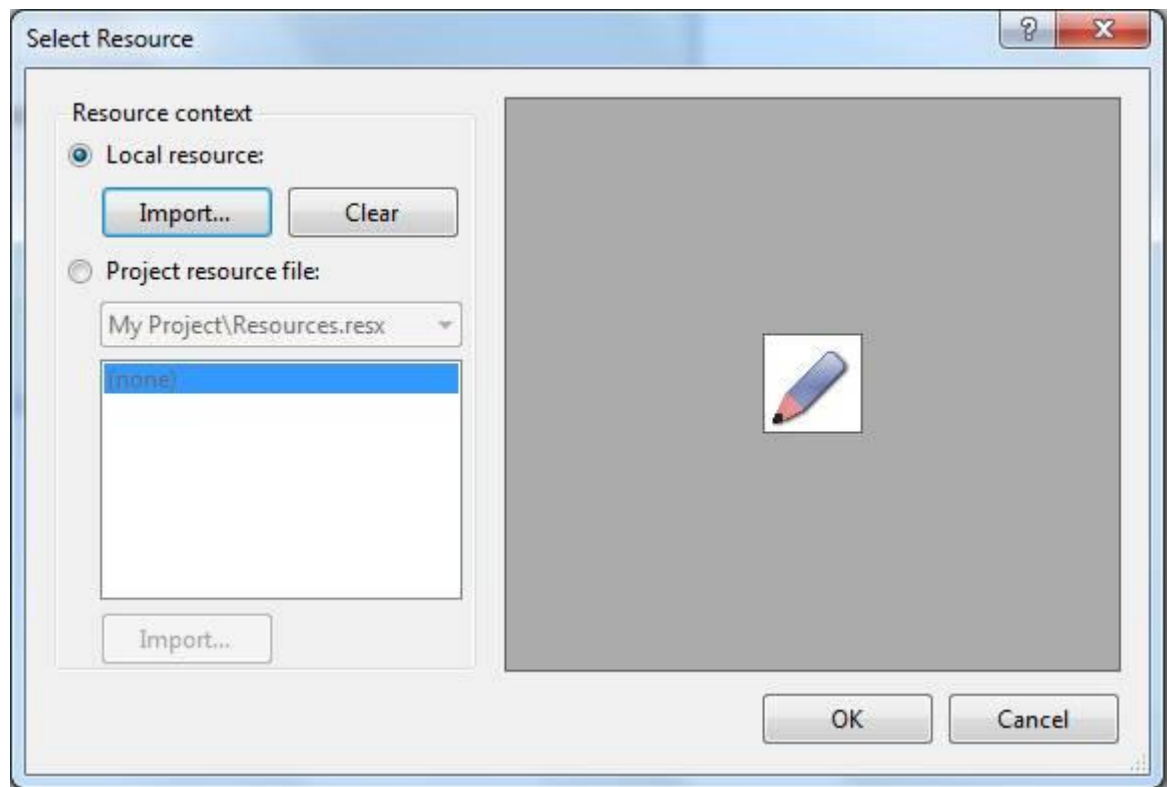 Select Resource
Resource context
Local resource:
Import... Clear
Project resource file:
My Project\Resources.resx
(none)
Import...
OK Cancel